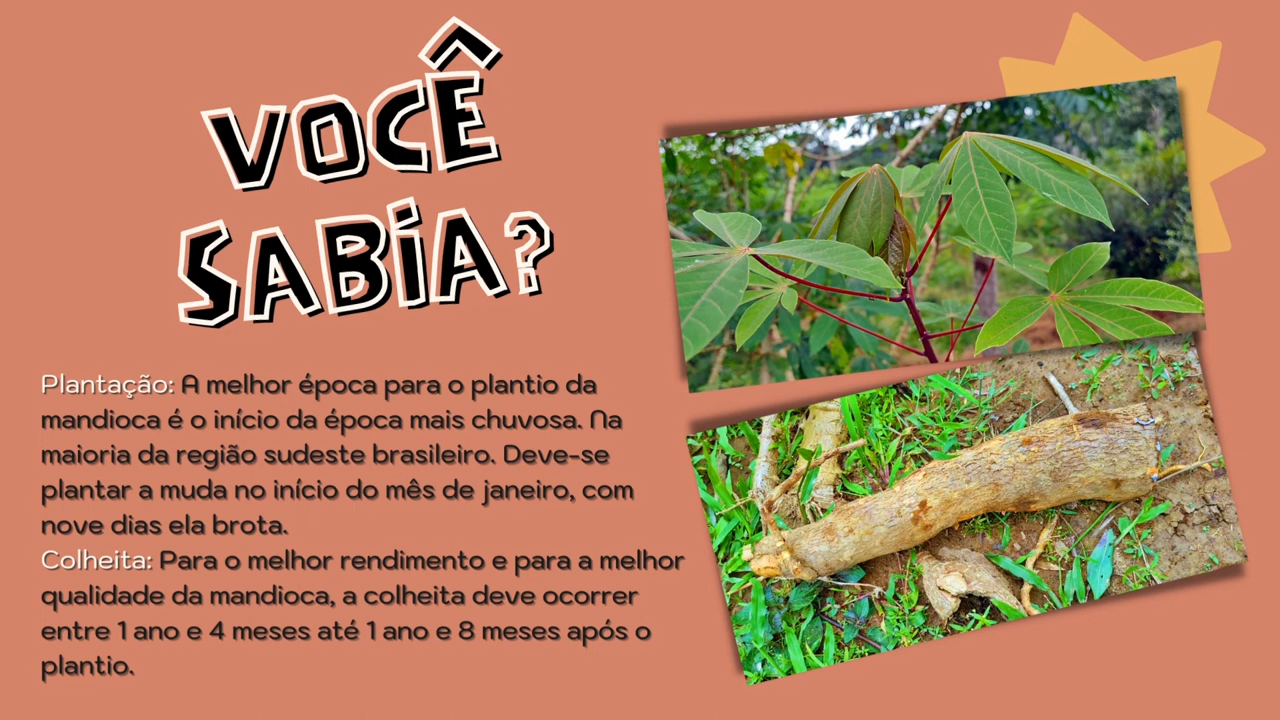 VOCÊ
SABiA?
Plantação: A melhor época para o plantio da
mandioca é o início da época mais chuvosa. Na
maioria da região sudeste brasileiro. Deve-se
plantar a muda no início do mês de janeiro, com
nove dias ela brota.
Colheita: Para o melhor rendimento e para a melhor
qualidade da mandioca, a colheita deve ocorrer
entre 1 ano e 4 meses até 1 ano e 8 meses após o
plantio.